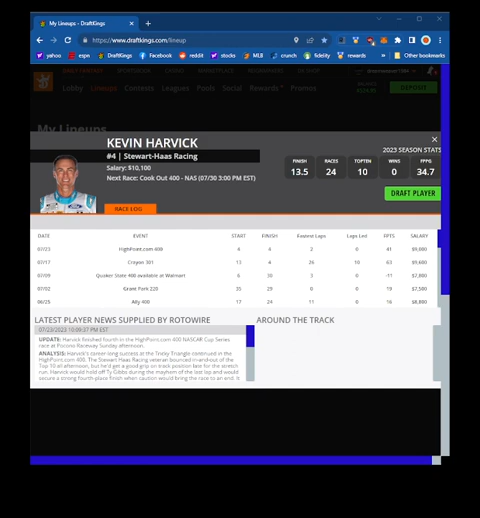 My Lineups - DraftKings
https://www.draftkings.com/lineup
yahoo espn DraftKings Facebook reddit stocks MLB crunch fidelity rewards » Other bookmarks
Lobby Lineups Contests Leagues Pools Social Rewards Promos
DEPOSIT
My Lineups
KEVIN HARVICK
#4 | Stewart-Haas Racing
Salary: $10,100
Next Race: Cook Out 400 - NAS (07/30 3:00 PM EST)
2023 SEASON STATS
FINISH RACES TOPTEN WINS FPPG
13.5 24 10 0 34.7
DRAFT PLAYER
RACE LOG
DATE EVENT START FINISH Fastest Laps Laps Led FPTS SALARY
07/23 HighPoint.com 400 4 4 2 0 41
07/17 Crayon 301 13 4 26 10 63
07/09 Quaker State 400 available at Walmart 6 30 3 0 -11
07/02 Grant Park 220 35 29 0 0 19
06/25 Ally 400 17 24 11 0 16 $8,800
LATEST PLAYER NEWS SUPPLIED BY ROTOWIRE
AROUND THE TRACK
07/23/2023 10:09:37 PM EST
UPDATE: Harvick finished fourth in the HighPoint.com 400 NASCAR Cup Series
race at Pocono Raceway Sunday afternoon.
ANALYSIS: Harvick's career-long success at the Tricky Triangle continued in the
HighPoint.com 400. The Stewart Haas Racing veteran bounced in-and-out of the
Top 10 all afternoon, but he'd get a good grip on track position late for the stretch
run. Harvick would hold off Ty Gibbs during the mayhem of the last lap and would
secure a strong fourth-place finish when caution would bring the race to an end. It